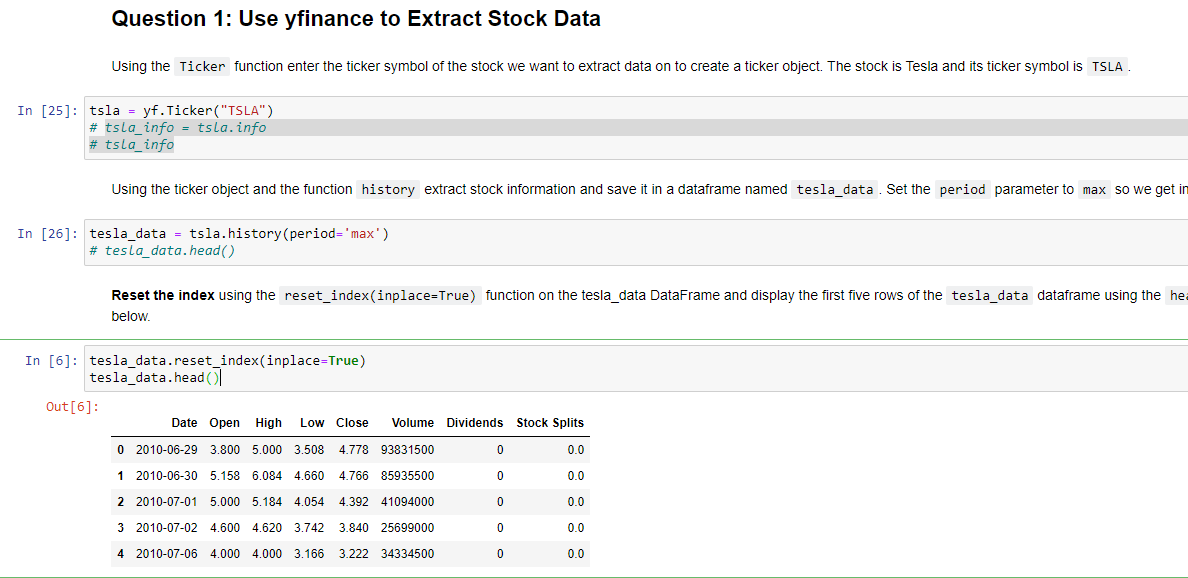 Question 1: Use yfinance to Extract Stock Data
Using the Ticker function enter the ticker symbol of the stock we want to extract data on to create a ticker object. The stock is Tesla and its ticker symbol is TSLA .
In [25]: tsla = yf.Ticker("TSLA")
# tsla_info = tsla.info
# tsla_info
Using the ticker object and the function history extract stock information and save it in a dataframe named tesla_data . Set the period parameter to max so we get in
In [26]: tesla_data = tsla.history(period='max')
# tesla_data.head()
Reset the index using the reset_index(inplace=True) function on the tesla_data DataFrame and display the first five rows of the tesla_data dataframe using the
below.
In [6]: tesla_data.reset_index(inplace=True)
tesla_data.head()
Out[6]:
Date Open High Low Close Volume Dividends Stock Splits
0 2010-06-29 3.800 5.000 3.508 4.778 93831500 0 0.0
1 2010-06-30 5.158 6.084 4.660 4.766 85935500 0 0.0
2 2010-07-01 5.000 5.184 4.054 4.392 41094000 0 0.0
3 2010-07-02 4.600 4.620 3.742 3.840 25699000 0 0.0
4 2010-07-06 4.000 4.000 3.166 3.222 34334500 0 0.0